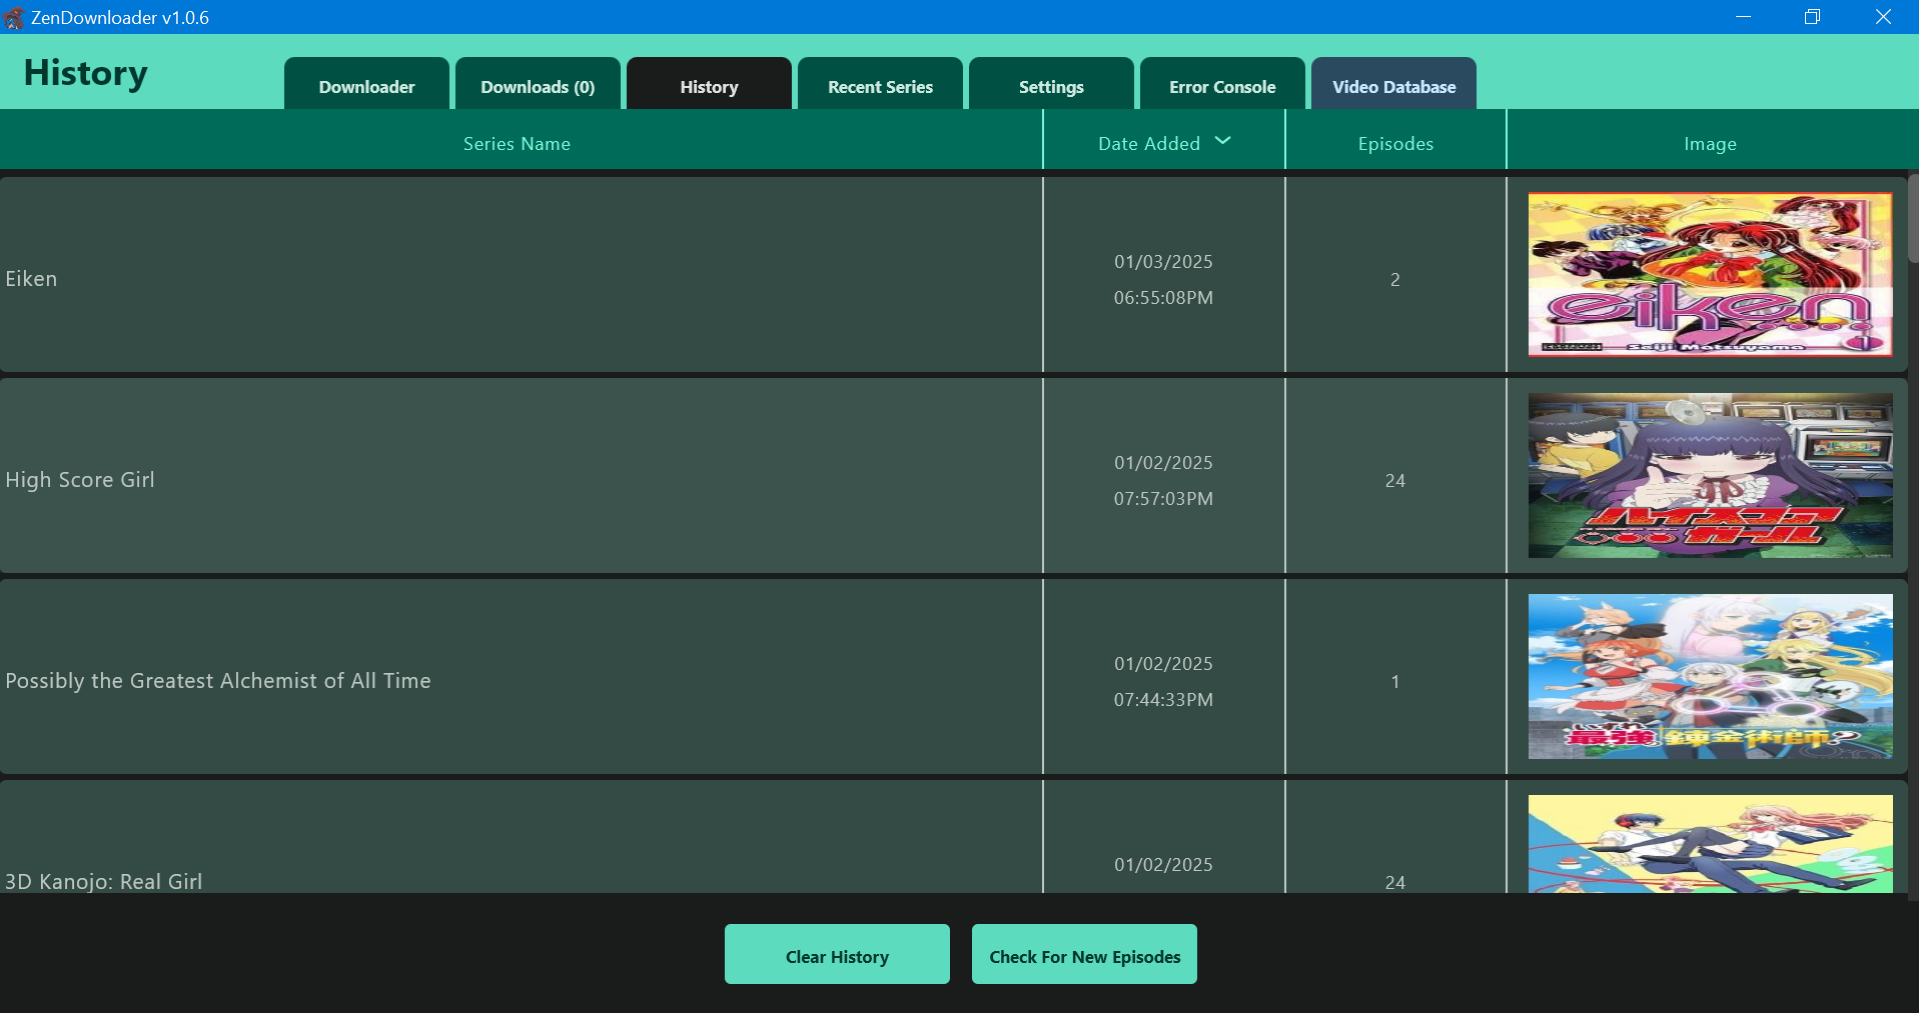 ZenDownloader v1.0.6
History
Downloader
Downloads (0)
History
Recent Series
Settings
Error Console
Video Database
Series Name
Date Added
Episodes
Image
Eiken
01/03/2025
06:55:08PM
2
eiken
Seiji Matsuyama
1
High Score Girl
01/02/2025
07:57:03PM
24
ハイスコア
ガール
Possibly the Greatest Alchemist of All Time
01/02/2025
07:44:33PM
1
いずれ
最強
錬金術師?
3D Kanojo: Real Girl
01/02/2025
24
Clear History
Check For New Episodes